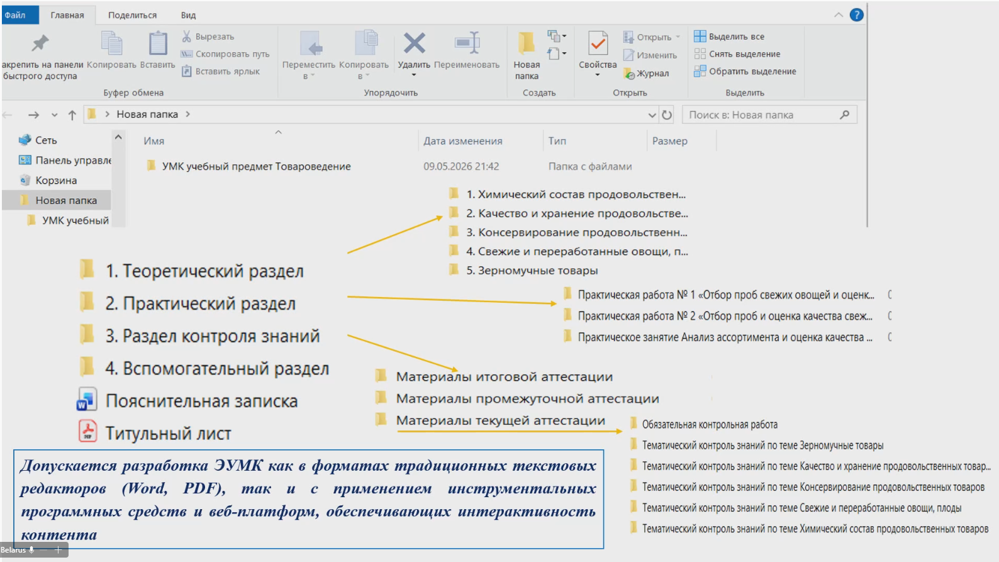 Файл Главная Поделиться Вид
акрепить на панели быстрого доступа
Копировать
Вставить
Вырезать
Скопировать путь
Вставить ярлык
Буфер обмена
Переместить в
Копировать в
Удалить
Переименовать
Упорядочить
Новая папка
Создать
Свойства
Открыть
Изменить
Журнал
Открыть
Выделить все
Снять выделение
Обратить выделение
Выделить
Новая папка
Поиск в: Новая папка
Сеть
Панель управле
Корзина
Новая папка
УМК учебный
Имя Дата изменения Тип Размер
УМК учебный предмет Товароведение 09.05.2026 21:42 Папка с файлами
1. Химический состав продовольствен...
2. Качество и хранение продовольстве...
3. Консервирование продовольственн...
4. Свежие и переработанные овощи, п...
5. Зерномучные товары
1. Теоретический раздел
2. Практический раздел
3. Раздел контроля знаний
4. Вспомогательный раздел
Пояснительная записка
Титульный лист
Практическая работа № 1 «Отбор проб свежих овощей и оценк...
Практическая работа № 2 «Отбор проб и оценка качества свеж...
Практическое занятие Анализ ассортимента и оценка качества ...
Материалы итоговой аттестации
Материалы промежуточной аттестации
Материалы текущей аттестации
Обязательная контрольная работа
Тематический контроль знаний по теме Зерномучные товары
Тематический контроль знаний по теме Качество и хранение продовольственных товар...
Тематический контроль знаний по теме Консервирование продовольственных товаров
Тематический контроль знаний по теме Свежие и переработанные овощи, плоды
Тематический контроль знаний по теме Химический состав продовольственных товаров
Допускается разработка ЭУМК как в форматах традиционных текстовых
редакторов (Word, PDF), так и с применением инструментальных
программных средств и веб-платформ, обеспечивающих интерактивность
контента
Belarus